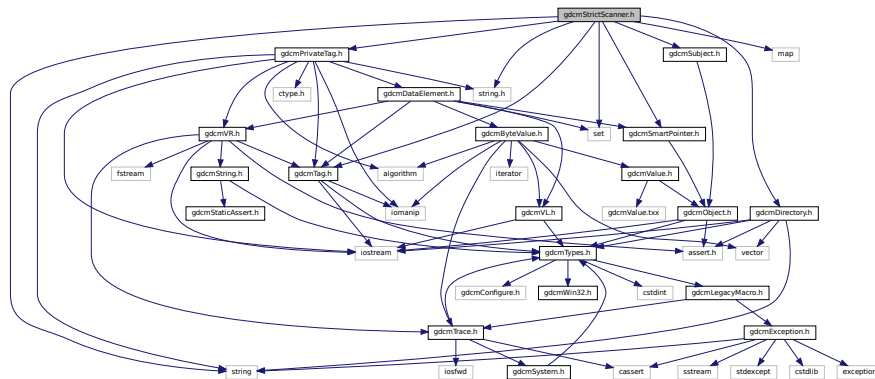 gdcmStrictScanner.h
gdcmPrivateTag.h
gdcmSubject.h
map
ctype.h
gdcmDataElement.h
string.h
gdcmVR.h
gdcmByteValue.h
set
gdcmSmartPointer.h
fstream
gdcmString.h
gdcmTag.h
algorithm
iterator
gdcmValue.h
gdcmStaticAssert.h
iomanip
gdcmVL.h
gdcmValue.txx
gdcmObject.h
gdcmDirectory.h
iostream
gdcmTypes.h
assert.h
vector
gdcmConfigure.h
gdcmWin32.h
cstdint
gdcmLegacyMacro.h
gdcmTrace.h
gdcmException.h
string
iosfwd
gdcmSystem.h
cassert
sstream
stdexcept
cstdlib
exception